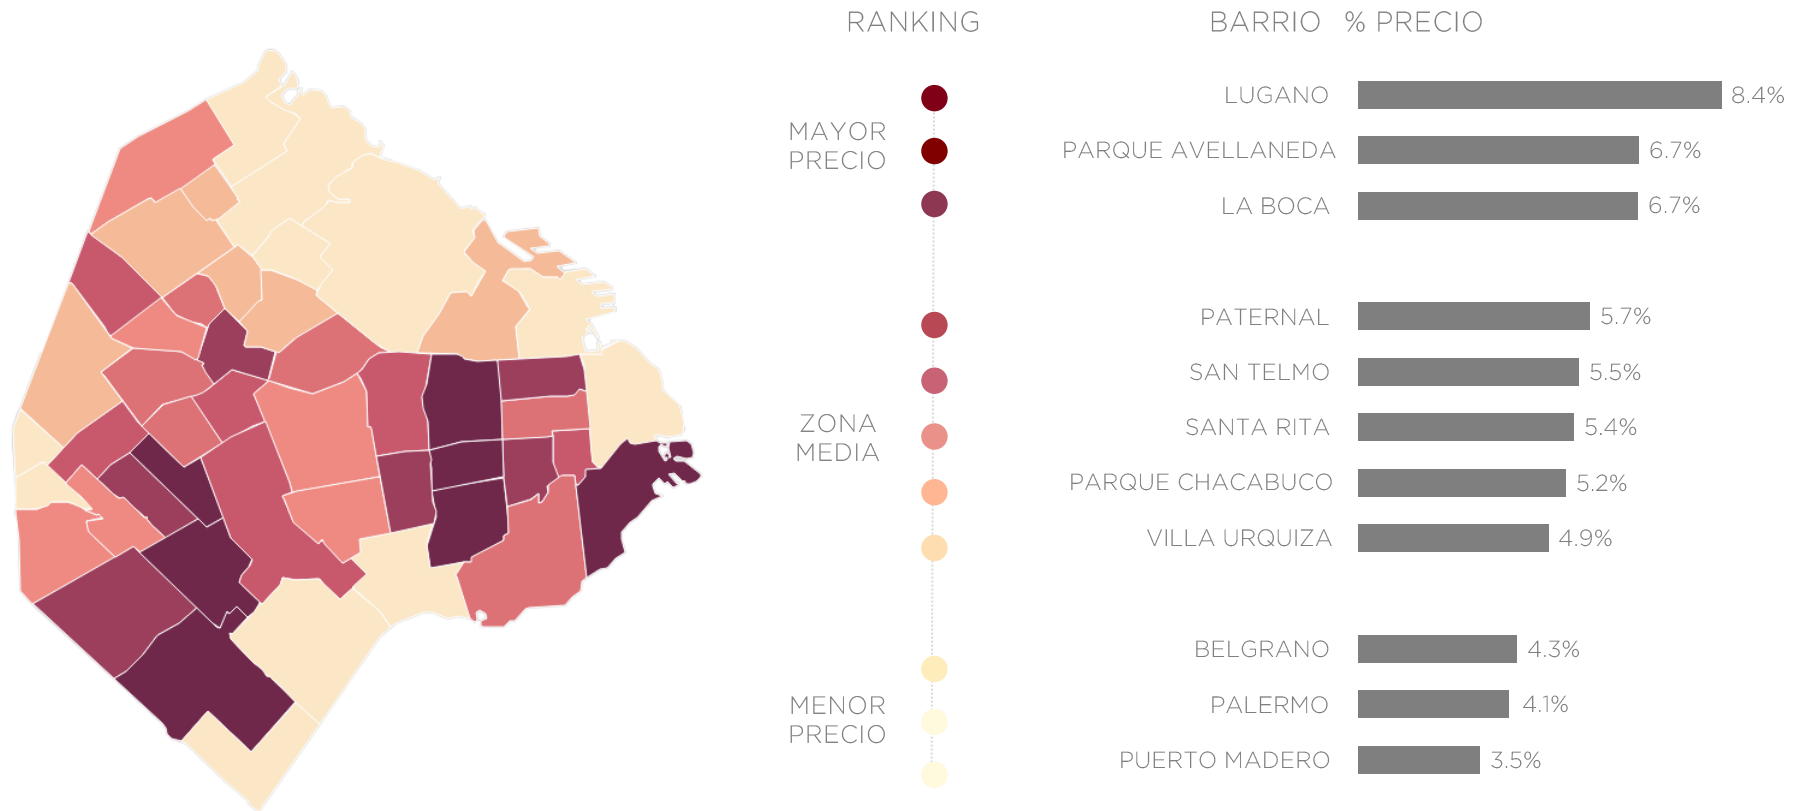 RANKING
BARRIO
% PRECIO
MAYOR
PRECIO
LUGANO
8.4%
PARQUE AVELLANEDA
6.7%
LA BOCA
6.7%
ZONA
MEDIA
PATERNAL
5.7%
SAN TELMO
5.5%
SANTA RITA
5.4%
PARQUE CHACABUCO
5.2%
VILLA URQUIZA
4.9%
MENOR
PRECIO
BELGRANO
4.3%
PALERMO
4.1%
PUERTO MADERO
3.5%